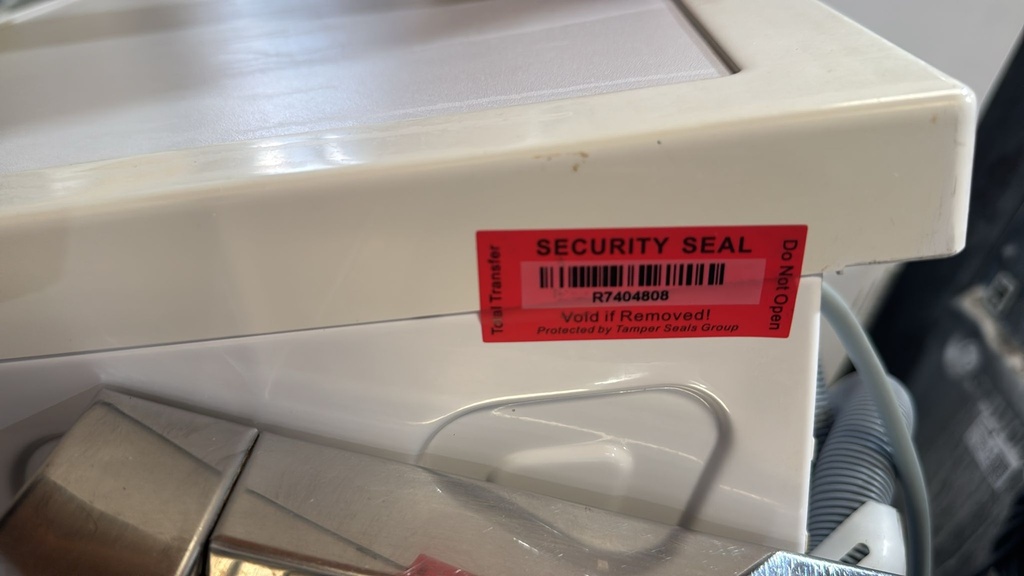 SECURITY SEAL
Total Transfer
R7404808
Do Not Open
Void if Removed!
Protected by Tamper Seals Group